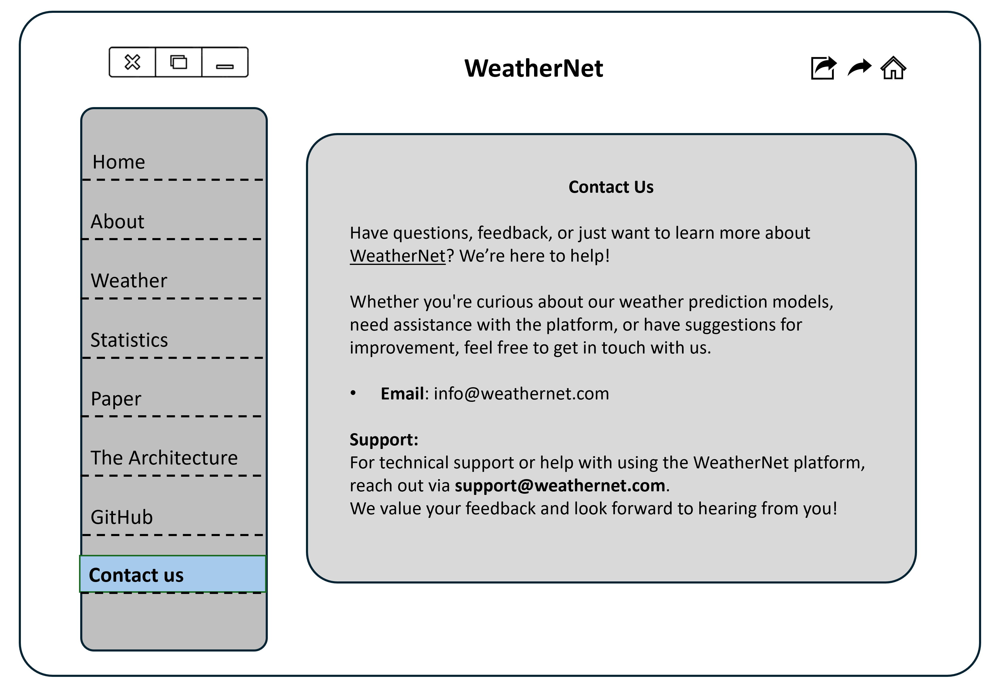 WeatherNet
Home
About
Weather
Statistics
Paper
The Architecture
GitHub
Contact us
Contact Us
Have questions, feedback, or just want to learn more about
WeatherNet? We’re here to help!
Whether you're curious about our weather prediction models,
need assistance with the platform, or have suggestions for
improvement, feel free to get in touch with us.
• Email: info@weathernet.com
Support:
For technical support or help with using the WeatherNet platform,
reach out via support@weathernet.com.
We value your feedback and look forward to hearing from you!